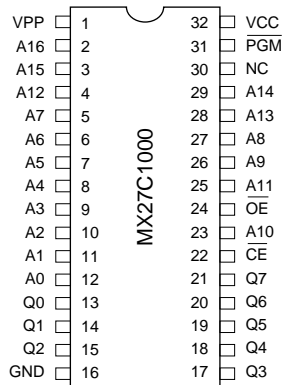 VPP 1 32 VCC
A16 2 31 PGM
A15 3 30 NC
A12 4 29 A14
A7 5 28 A13
A6 6 27 A8
A5 7 26 A9
A4 8 25 A11
A3 9 24 OE
A2 10 23 A10
A1 11 22 CE
A0 12 21 Q7
Q0 13 20 Q6
Q1 14 19 Q5
Q2 15 18 Q4
GND 16 17 Q3
MX27C1000